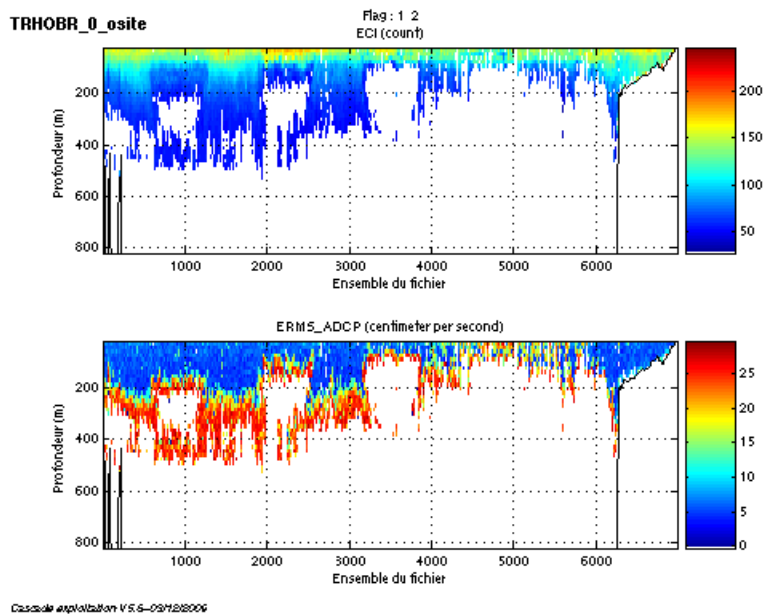 TRHOBR_0_osite
Flag : 1 2
ECI (count)
Profondeur (m)
200
400
600
800
1000 2000 3000 4000 5000 6000
Ensemble du fichier
200
150
100
50
ERMS_ADCP (centimeter per second)
Profondeur (m)
200
400
600
800
1000 2000 3000 4000 5000 6000
Ensemble du fichier
25
20
15
10
5
0
Cascade exploitation V 5.6-03/12/2006